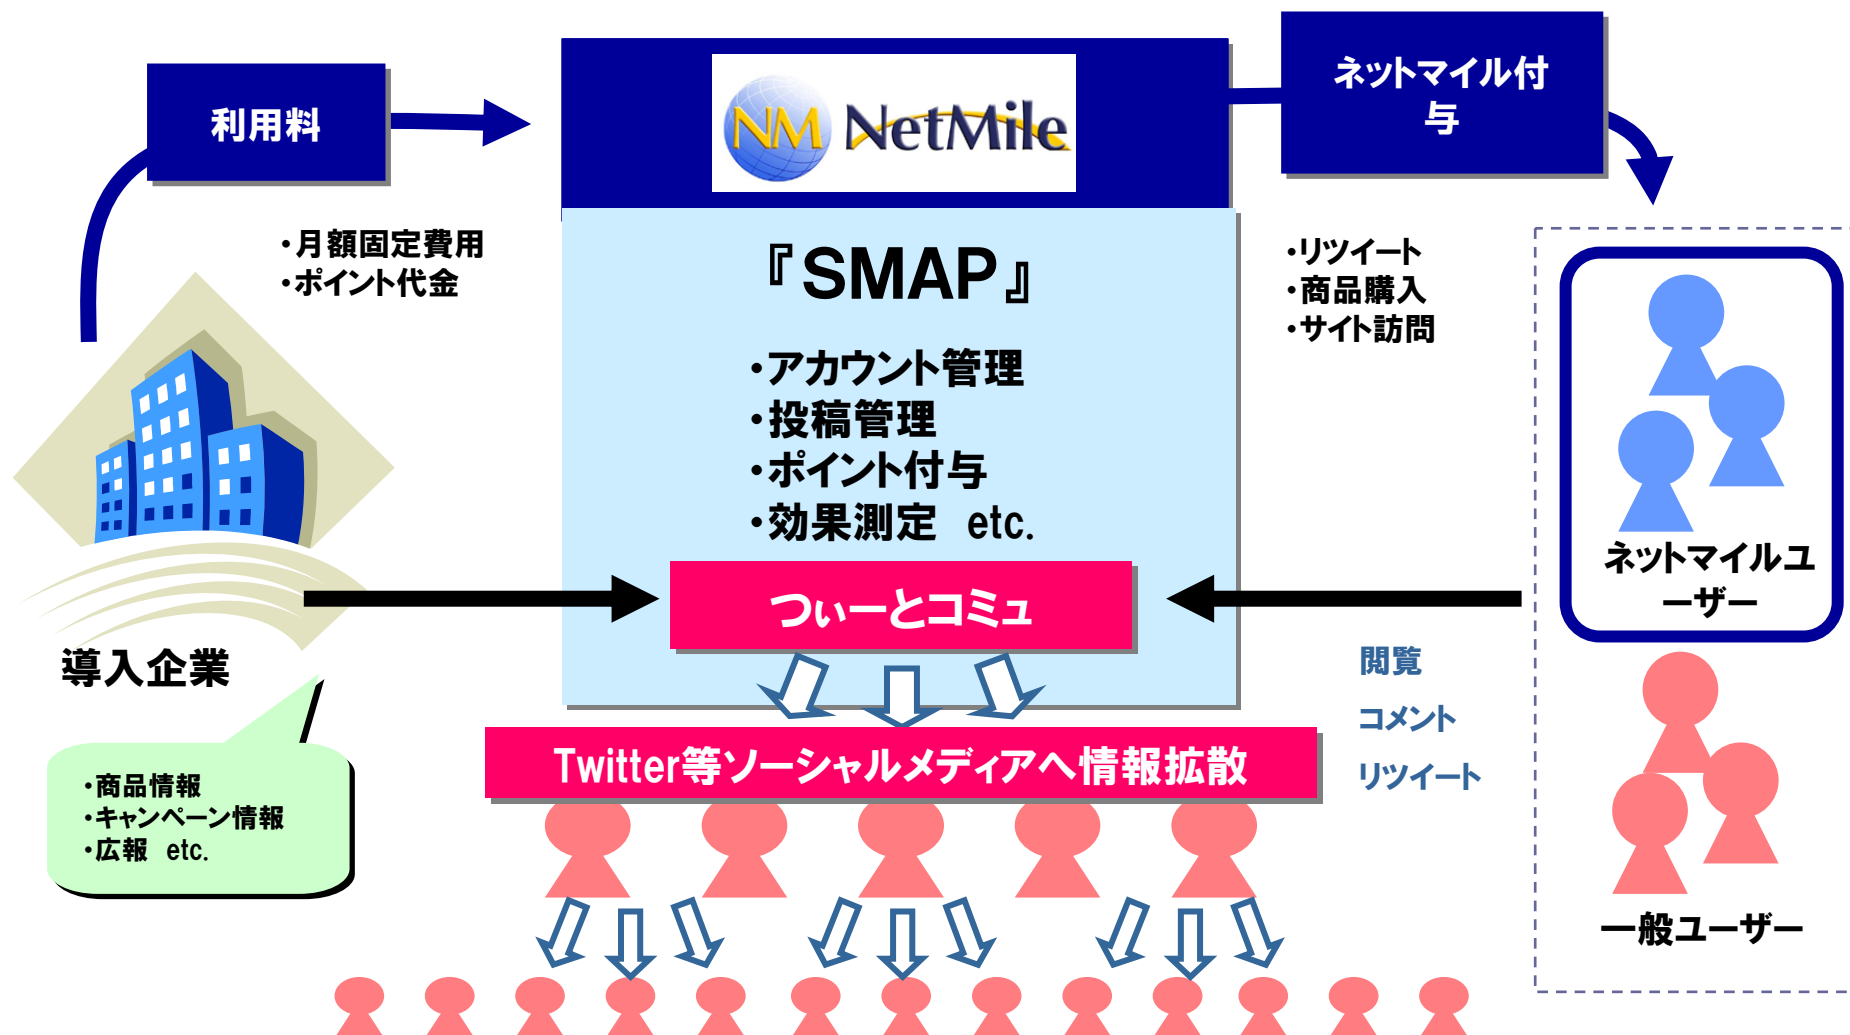 利用料
NM NetMile
ネットマイル付
与
・月額固定費用
・ポイント代金
『SMAP』
・アカウント管理
・投稿管理
・ポイント付与
・効果測定　etc.
・リツイート
・商品購入
・サイト訪問
ネットマイルユ
ーザー
つぃーとコミュ
導入企業
閲覧
コメント
リツイート
Twitter等ソーシャルメディアへ情報拡散
・商品情報
・キャンペーン情報
・広報　etc.
一般ユーザー